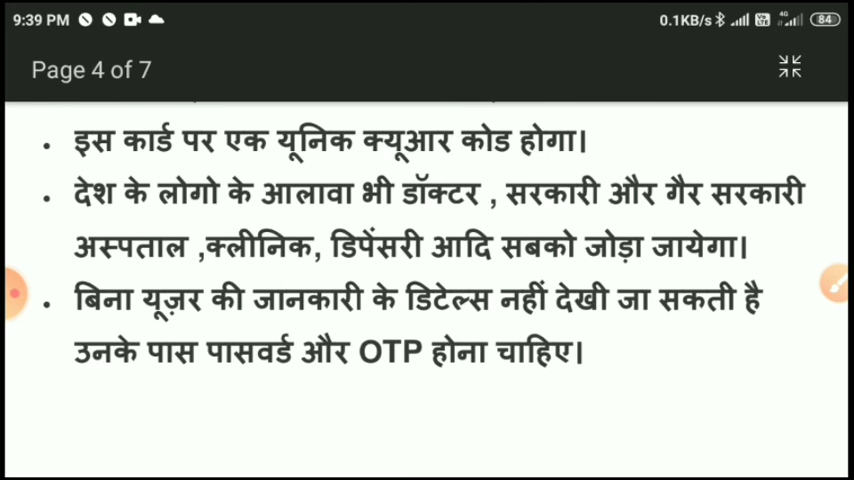 9:39 PM 0.1KB/s 4G 84
Page 4 of 7
• इस कार्ड पर एक यूनिक क्यूआर कोड होगा।
• देश के लोगो के आलावा भी डॉक्टर , सरकारी और गैर सरकारी
अस्पताल ,क्लीनिक, डिपेंसरी आदि सबको जोड़ा जायेगा।
• बिना यूज़र की जानकारी के डिटेल्स नहीं देखी जा सकती है
उनके पास पासवर्ड और OTP होना चाहिए।